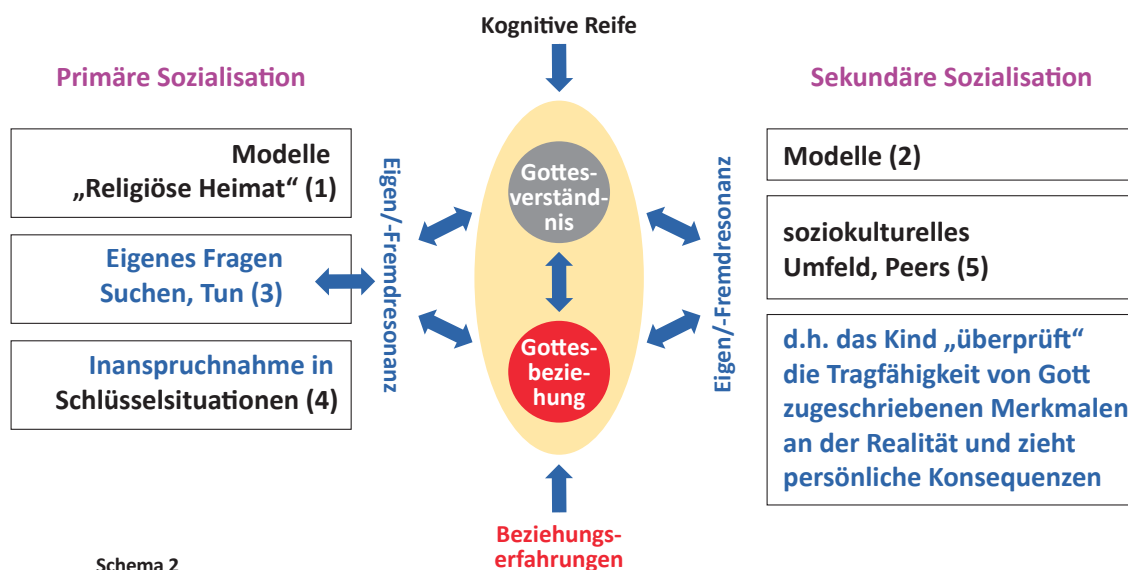 Kognitive Reife
Primäre Sozialisation
Modelle
„Religiöse Heimat“ (1)
Eigenes Fragen
Suchen, Tun (3)
Inanspruchnahme in
Schlüsselsituationen (4)
Eigen/-Fremdresonanz
Gottes-
verständ-
nis
Gottes-
bezie-
hung
Beziehungs-
erfahrungen
Eigen/-Fremdresonanz
Sekundäre Sozialisation
Modelle (2)
soziokulturelles
Umfeld, Peers (5)
d.h. das Kind „überprüft“
die Tragfähigkeit von Gott
zugeschriebenen Merkmalen
an der Realität und zieht
persönliche Konsequenzen
Schema 2